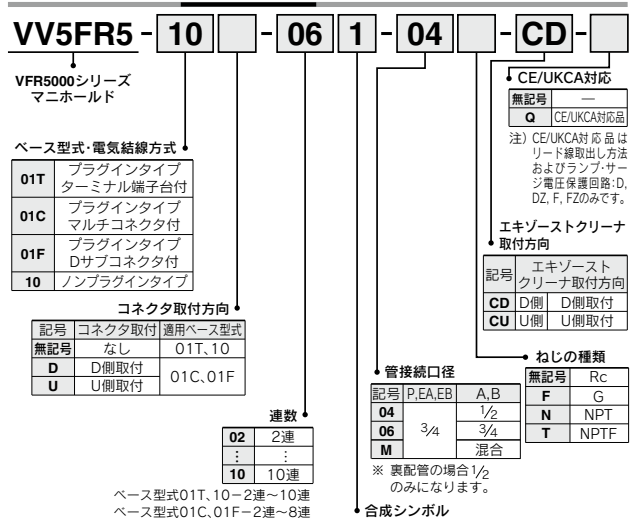 VV5FR5-10-061-04-CD-
VFR5000シリーズ
マニホールド
CE/UKCA対応
無記号 —
Q CE/UKCA対応品
注）CE/UKCA対応品は
リード線取出し方法
およびランプ・サー
ジ電圧保護回路：D,
DZ, F, FZのみです。
ベース型式・電気結線方式
01T プラグインタイプ
ターミナル端子台付
01C プラグインタイプ
マルチコネクタ付
01F プラグインタイプ
Dサブコネクタ付
10 ノンプラグインタイプ
エキゾーストクリーナ
取付方向
記号 エキゾースト
クリーナ取付方向
CD D側 D側取付
CU U側 U側取付
コネクタ取付方向
記号 コネクタ取付 適用ベース型式
無記号 なし 01T、10
D D側取付 01C、01F
U U側取付
管接続口径
記号 P,EA,EB A,B
04 3/4 1/2
06 3/4
M 混合
※ 裏配管の場合1/2
のみになります。
ねじの種類
無記号 Rc
F G
N NPT
T NPTF
連数
02 2連
⋮ ⋮
10 10連
ベース型式01T、10－2連～10連
ベース型式01C、01F－2連～8連
合成シンボル